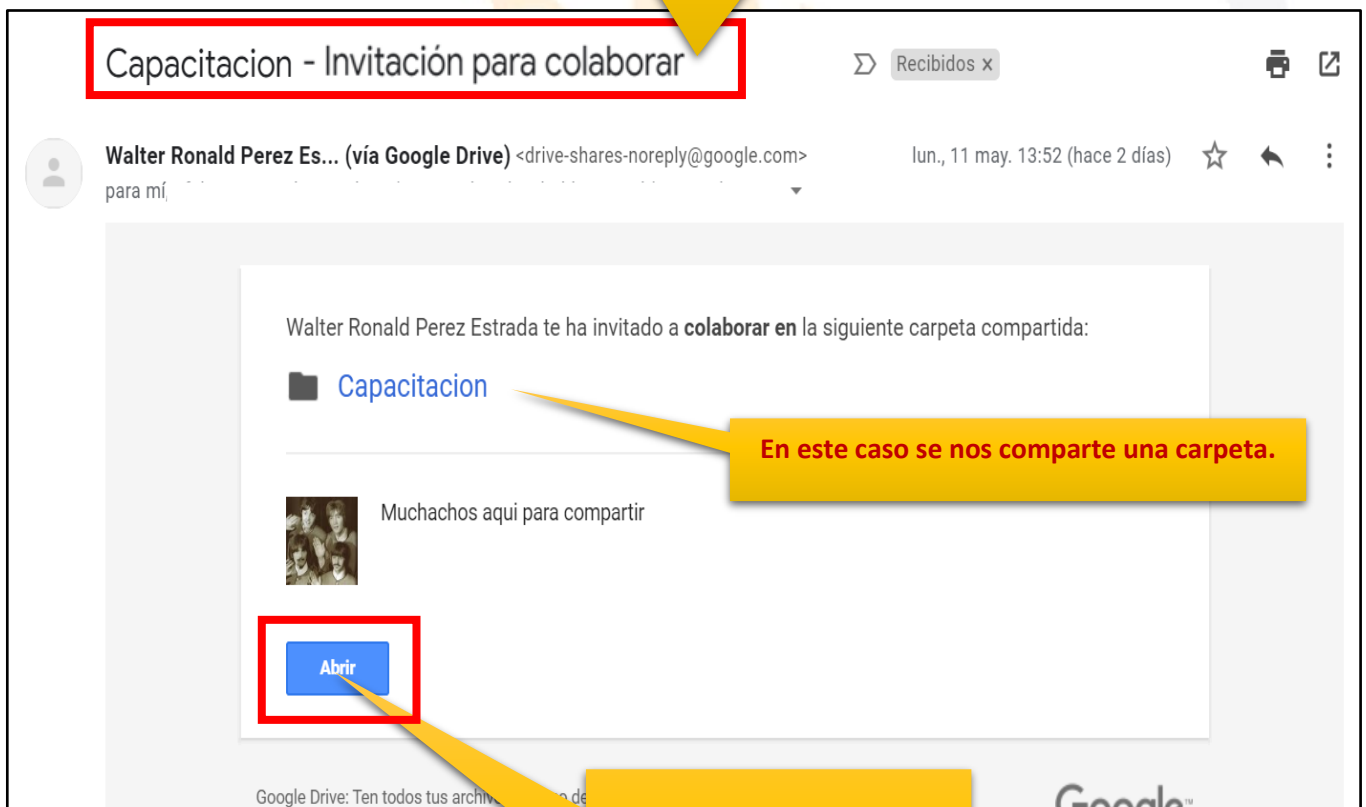 Capacitacion - Invitación para colaborar
Recibidos x
Walter Ronald Perez Es... (vía Google Drive) <drive-shares-noreply@google.com>
lun., 11 may. 13:52 (hace 2 días)
para mí,
Walter Ronald Perez Estrada te ha invitado a colaborar en la siguiente carpeta compartida:
Capacitacion
En este caso se nos comparte una carpeta.
Muchachos aqui para compartir
Abrir
Google Drive: Ten todos tus
Google™